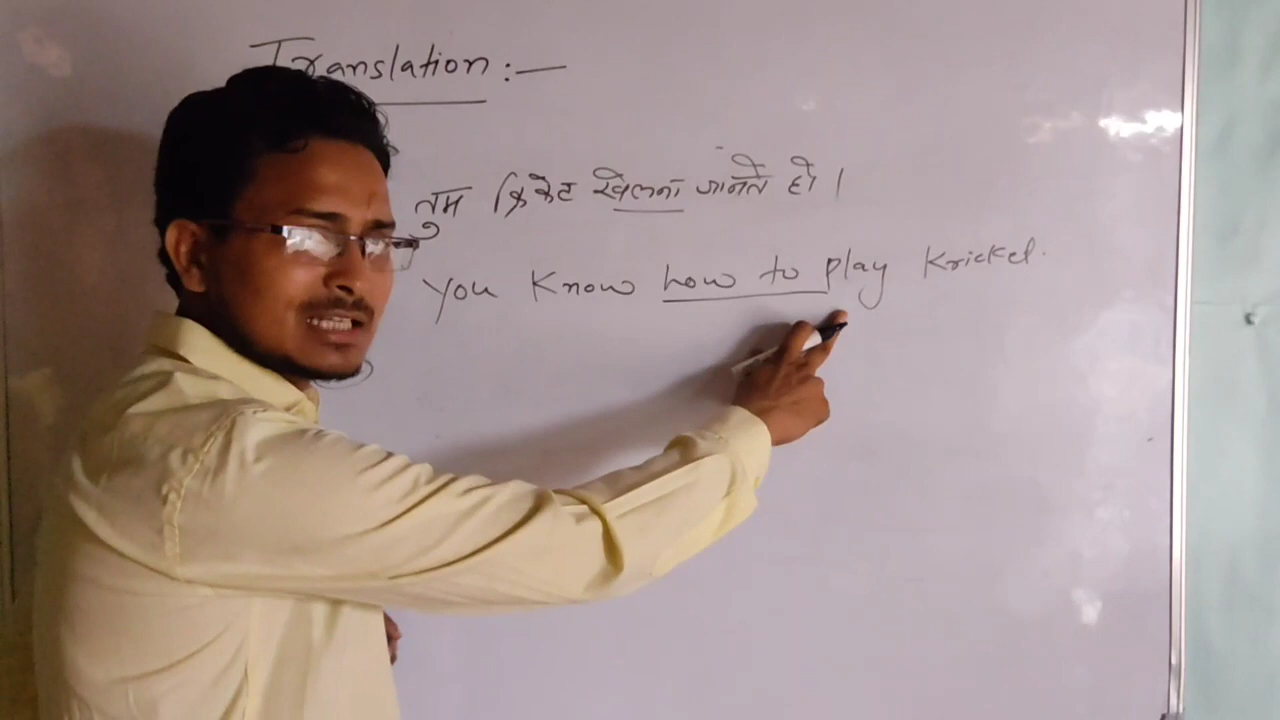 Translation :—
तुम क्रिकेट खेलना जानते हो।
You Know how to play Kricket.